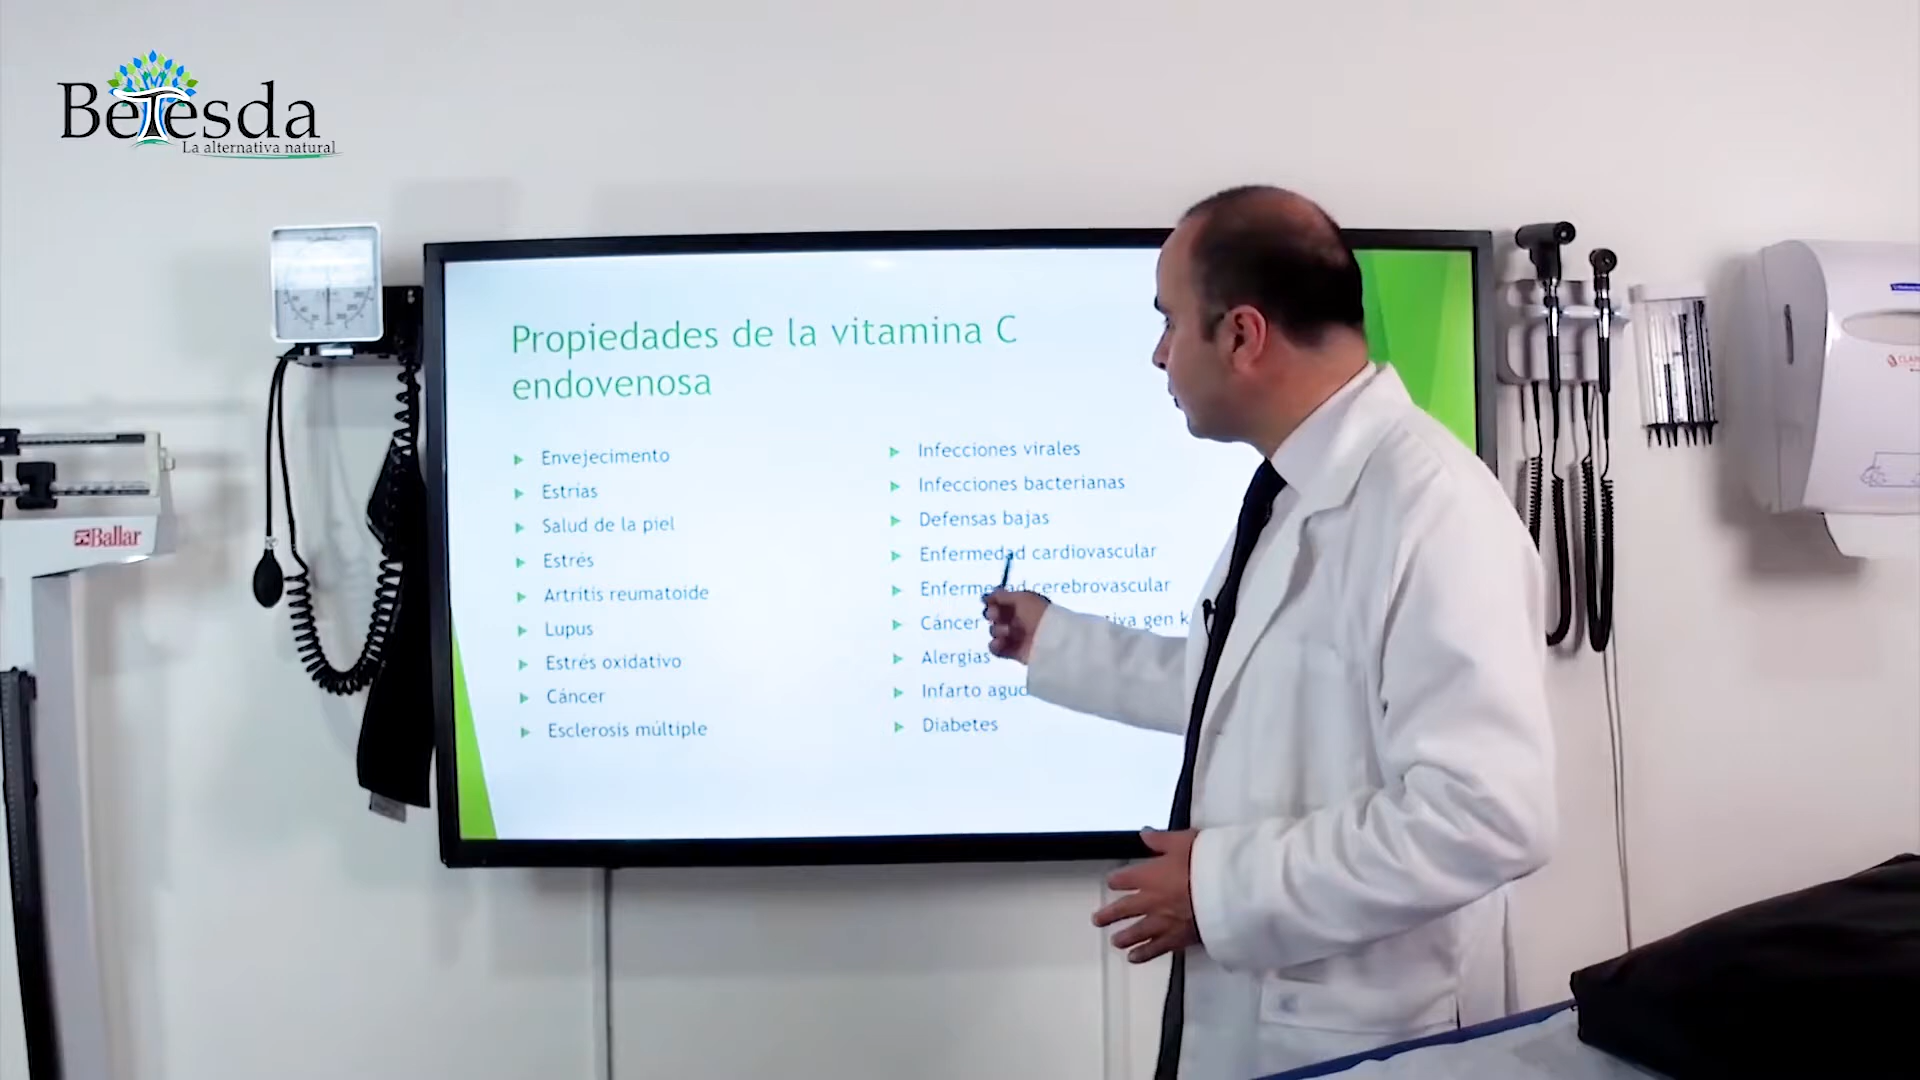 Betesda
La alternativa natural
Propiedades de la vitamina C
endovenosa
Envejecimento
Estrías
Salud de la piel
Estrés
Artritis reumatoide
Lupus
Estrés oxidativo
Cáncer
Esclerosis múltiple
Infecciones virales
Infecciones bacterianas
Defensas bajas
Enfermedad cardiovascular
Enfermedad cerebrovascular
Cáncer gen k
Alergias
Infarto
Diabetes
Ballar